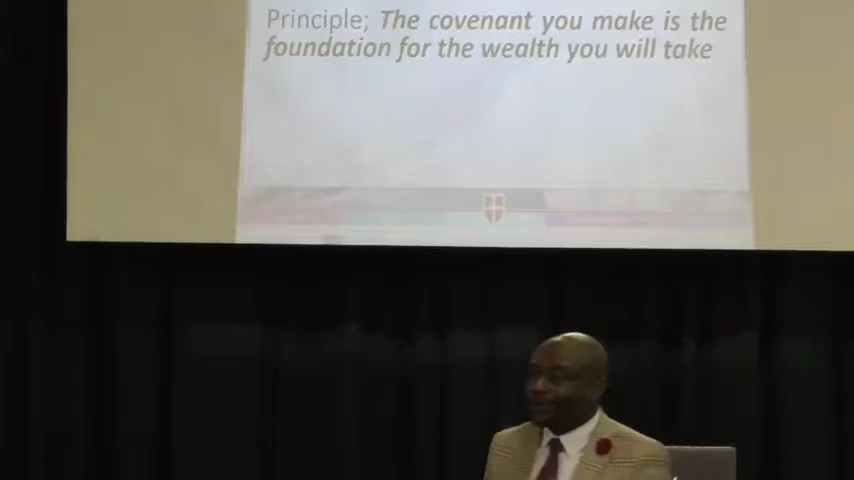 Principle; The covenant you make is the
foundation for the wealth you will take